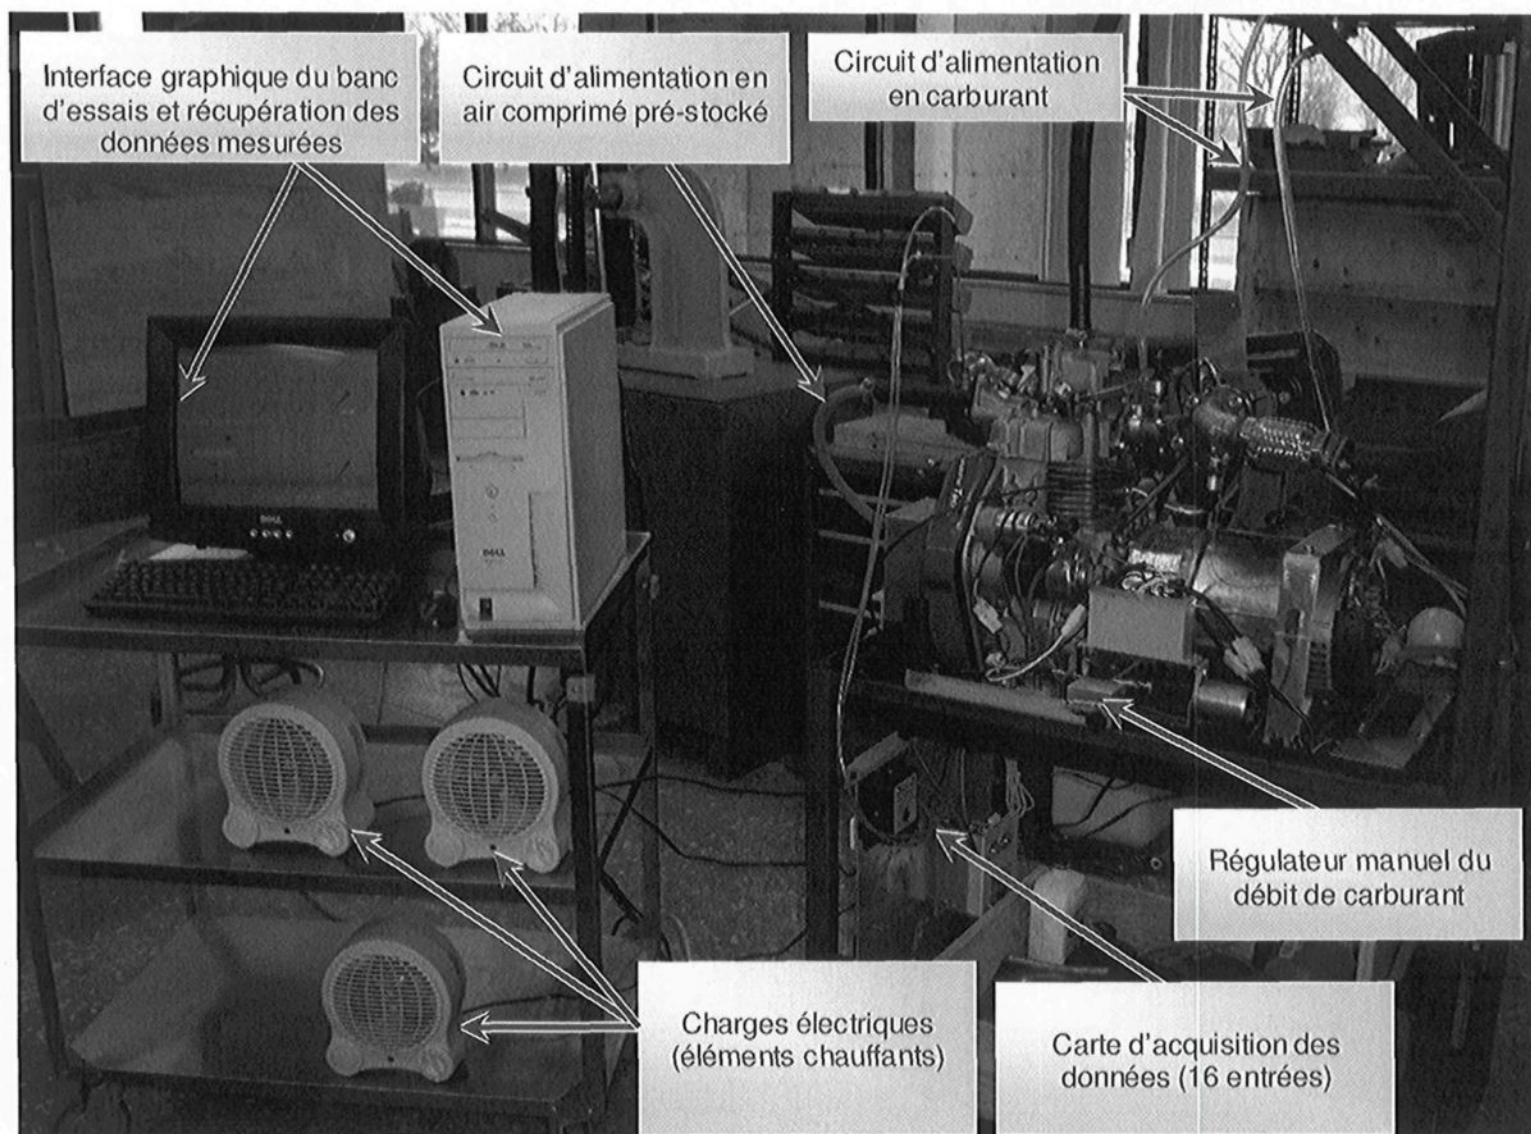 Interface graphique du banc
d'essais et récupération des
données mesurées
Circuit d'alimentation en
air comprimé pré-stocké
Circuit d'alimentation
en carburant
DELL
DELL
Régulateur manuel du
débit de carburant
Charges électriques
(éléments chauffants)
Carte d'acquisition des
données (16 entrées)